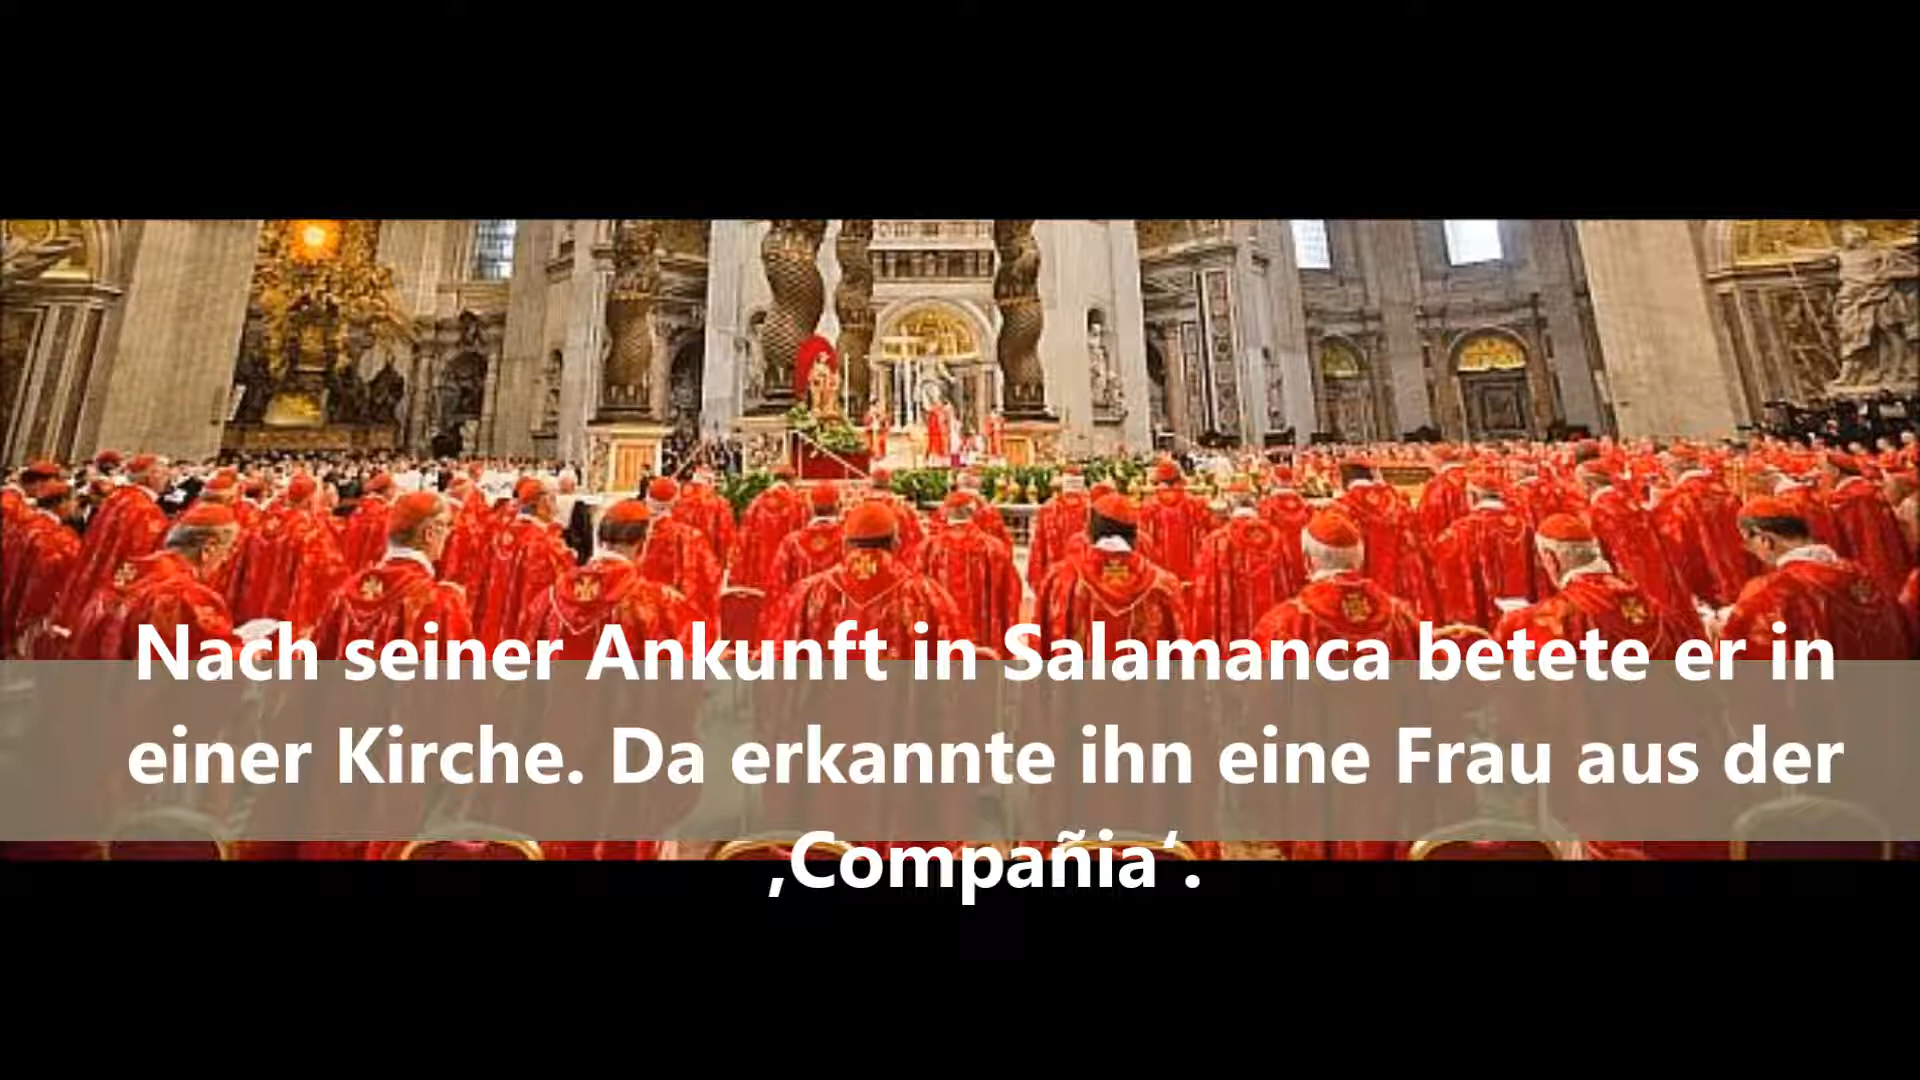 Nach seiner Ankunft in Salamanca betete er in
einer Kirche. Da erkannte ihn eine Frau aus der
‚Compañia‘.